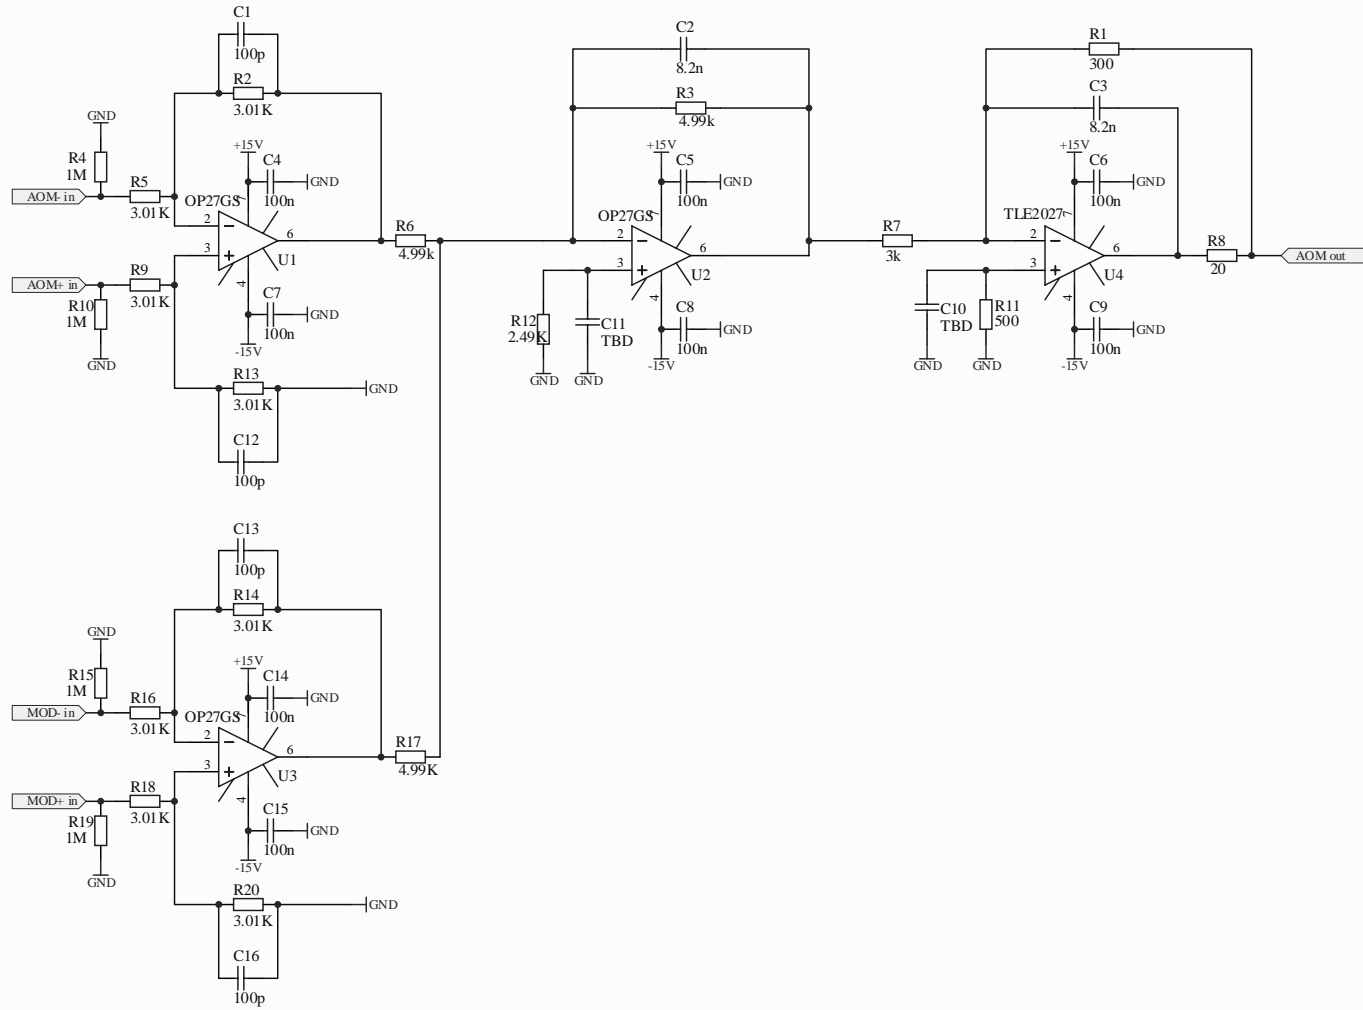 C1
100p
R2
3.01K
GND
R4
1M
AOM- in
R5
3.01K
+15V
C4
100n
GND
OP27GS
7
2
3
6
U1
4
AOM+ in
R9
3.01K
R10
1M
GND
C7
100n
GND
-15V
R13
3.01K
GND
C12
100p
R6
4.99k
C2
8.2n
R3
4.99k
+15V
C5
100n
GND
OP27GS
7
2
3
6
U2
4
R12
2.49K
GND
C11
TBD
GND
C8
100n
GND
-15V
R7
3k
R1
300
C3
8.2n
+15V
C6
100n
GND
TLE2027
7
2
3
6
U4
4
R8
20
AOM out
C10
TBD
GND
R11
500
GND
C9
100n
GND
-15V
C13
100p
R14
3.01K
GND
R15
1M
MOD- in
R16
3.01K
+15V
C14
100n
GND
OP27GS
7
2
3
6
U3
4
R17
4.99K
MOD+ in
R18
3.01K
R19
1M
GND
C15
100n
GND
-15V
R20
3.01K
GND
C16
100p